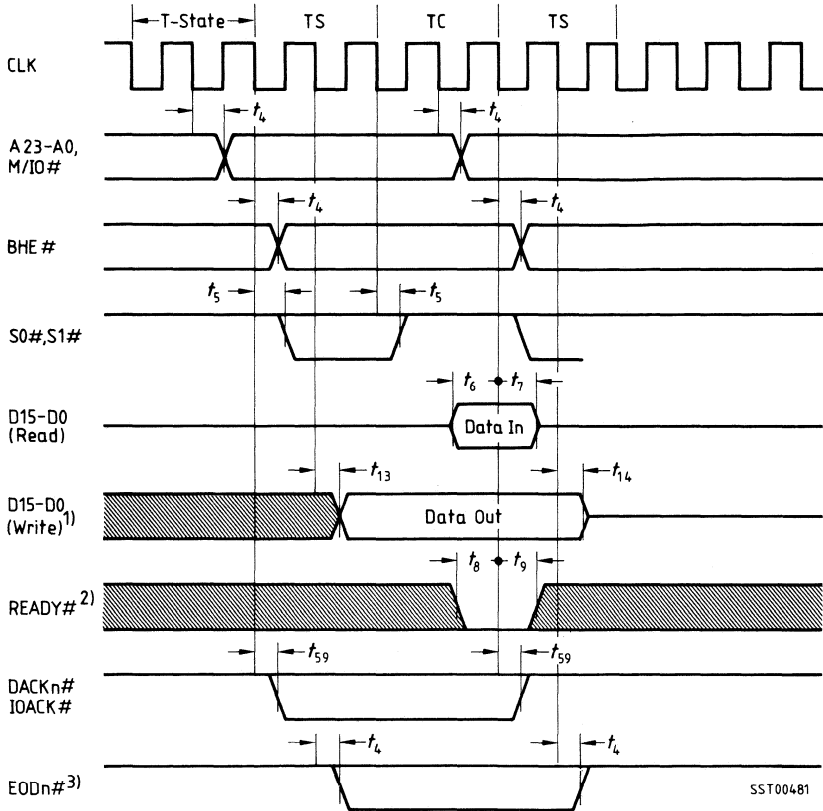 T-State TS TC TS
CLK
t4 t4
A23-A0,
M/IO#
t4 t4
BHE#
t5 t5
S0#,S1#
t6 t7
D15-D0
(Read)
Data In
t13 t14
D15-D0
(Write)1)
Data Out
t8 t9
READY#2)
t59 t59
DACKn#
IOACK#
t4 t4
EODn#3)
SST00481